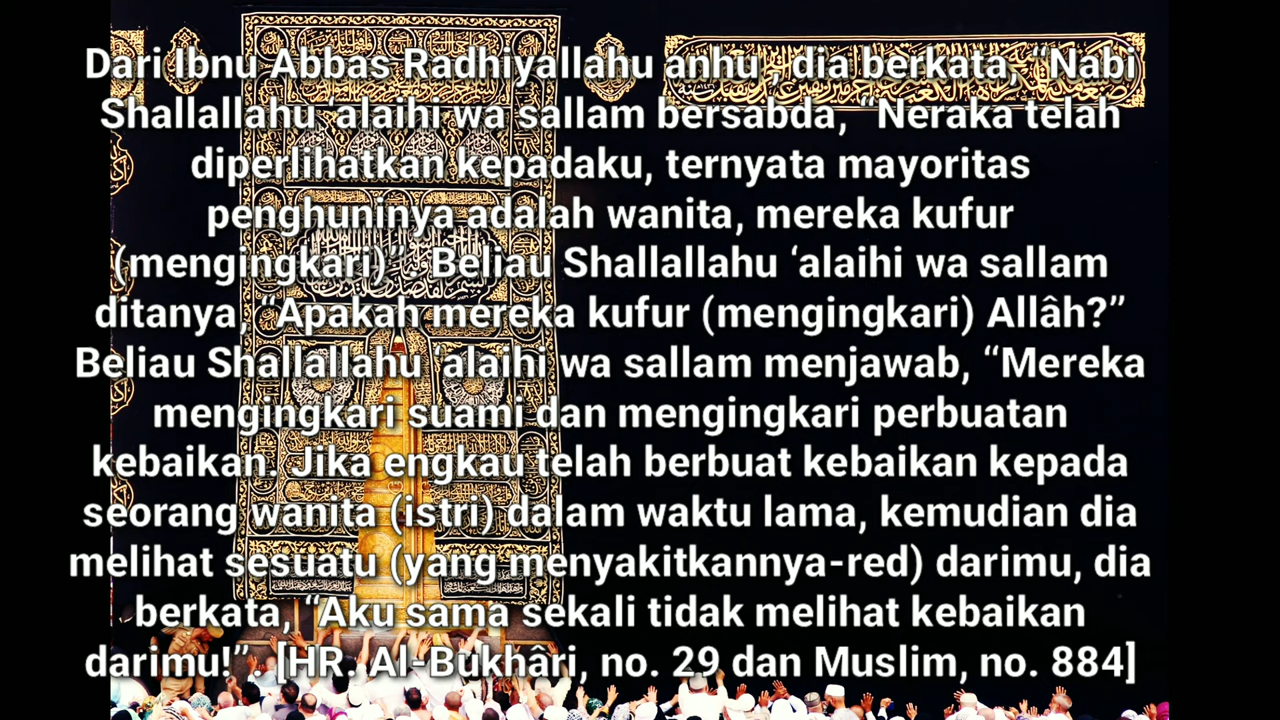 Dari Ibnu Abbas Radhiyallahu anhu , dia berkata, “Nabi
Shallallahu ‘alaihi wa sallam bersabda, “Neraka telah
diperlihatkan kepadaku, ternyata mayoritas
penghuninya adalah wanita, mereka kufur
(mengingkari)” . Beliau Shallallahu ‘alaihi wa sallam
ditanya, “Apakah mereka kufur (mengingkari) Allâh?”
Beliau Shallallahu ‘alaihi wa sallam menjawab, “Mereka
mengingkari suami dan mengingkari perbuatan
kebaikan. Jika engkau telah berbuat kebaikan kepada
seorang wanita (istri) dalam waktu lama, kemudian dia
melihat sesuatu (yang menyakitkannya-red) darimu, dia
berkata, “Aku sama sekali tidak melihat kebaikan
darimu!” . [HR. Al-Bukhâri, no. 29 dan Muslim, no. 884]